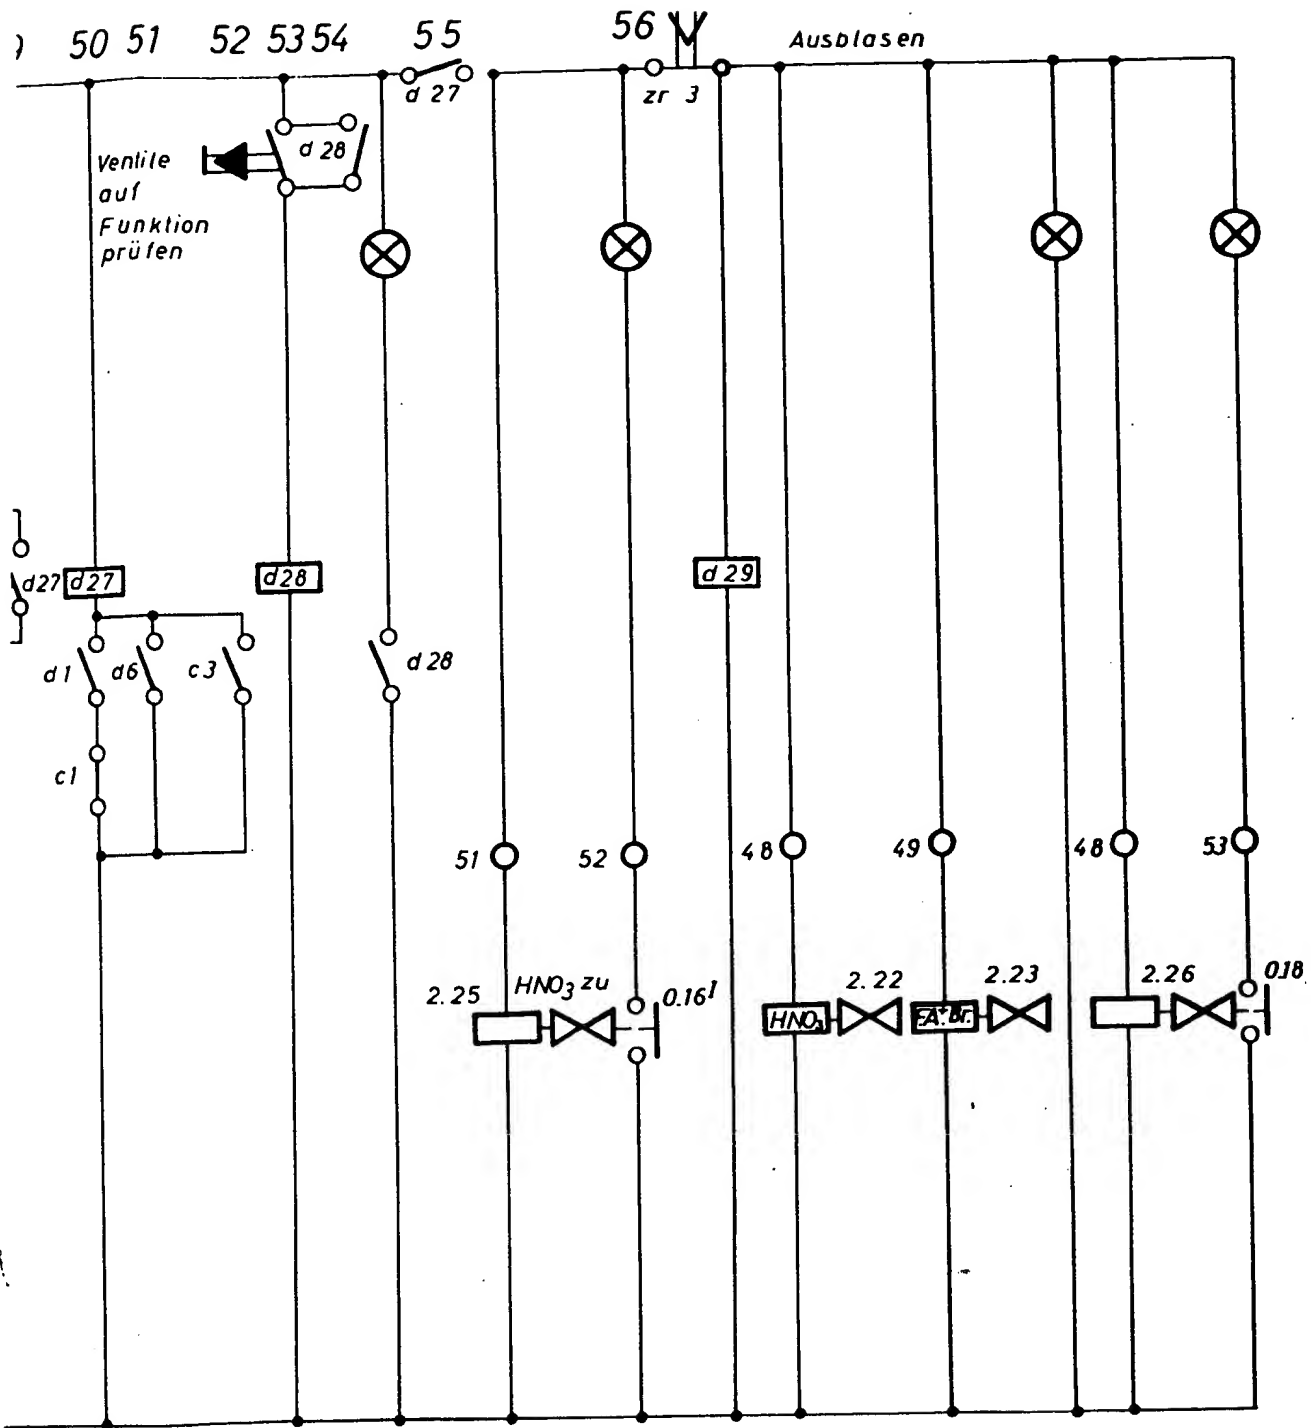 50 51 52 53 54 55 56
Ausblasen
d 27
zr 3
d 28
Ventile
auf
Funktion
prüfen
d27
d27
d28
d 29
d1
d6
c3
d 28
c1
51
52
48
49
48
53
2.25
HNO₃ zu
0.16
2.22
2.23
2.26
0.18
HNO₃